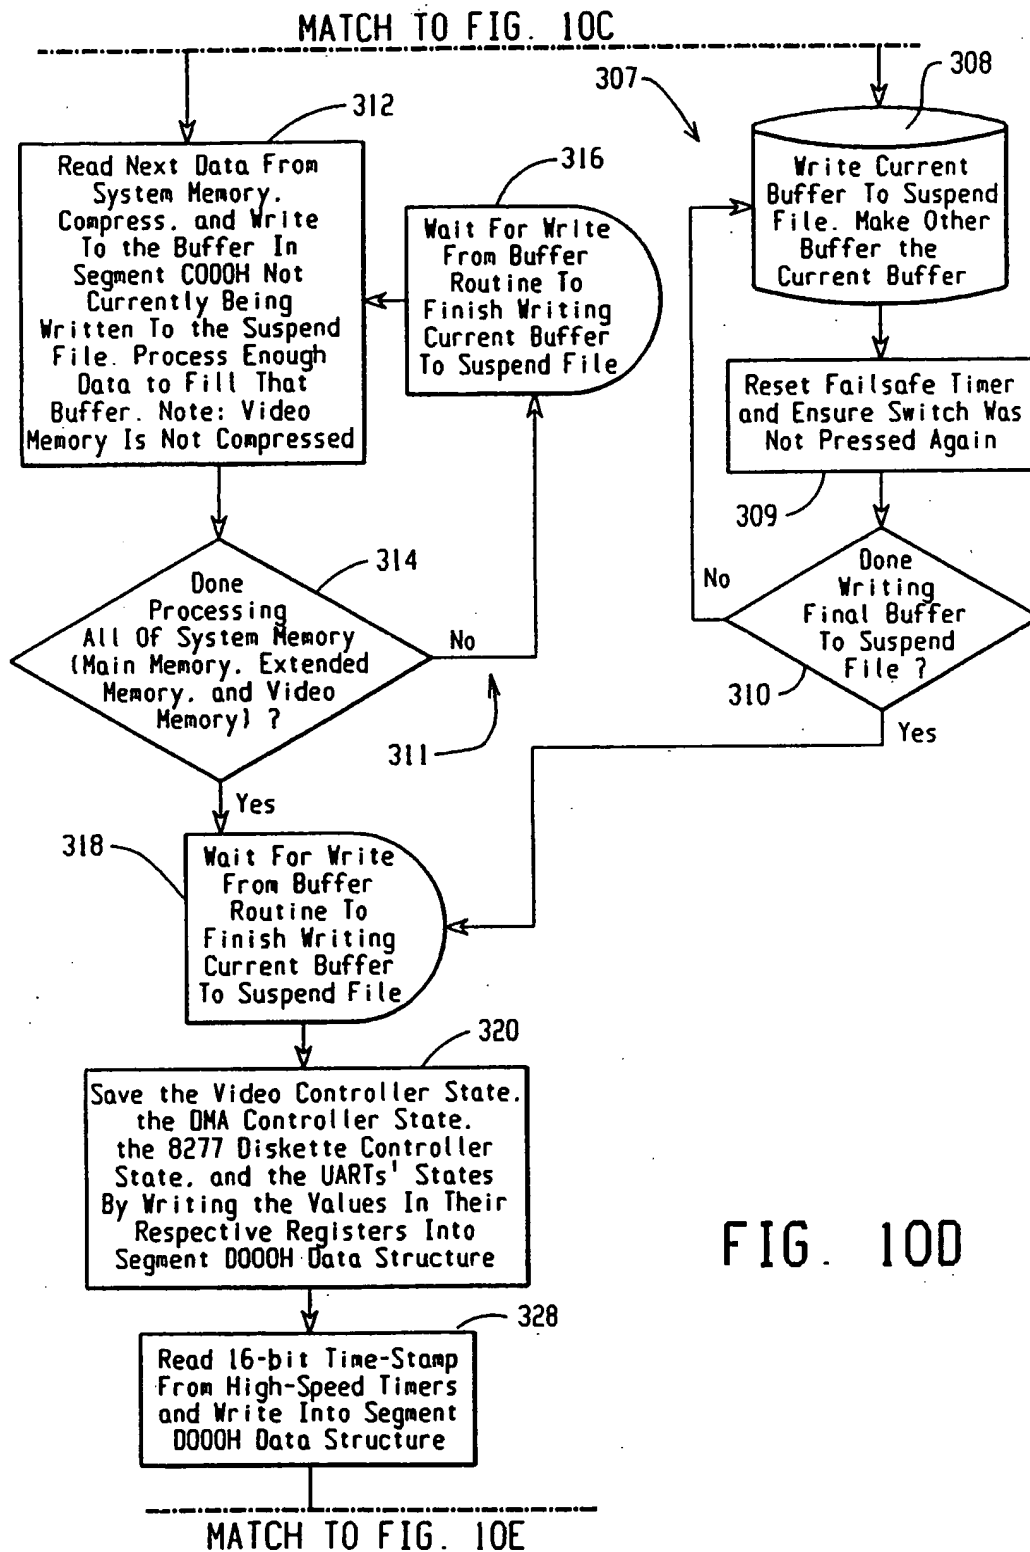 MATCH TO FIG. 10C
312
Read Next Data From
System Memory,
Compress, and Write
To the Buffer In
Segment C000H Not
Currently Being
Written To the Suspend
File. Process Enough
Data to Fill That
Buffer. Note: Video
Memory Is Not Compressed
316
Wait For Write
From Buffer
Routine To
Finish Writing
Current Buffer
To Suspend File
307
308
Write Current
Buffer To Suspend
File. Make Other
Buffer the
Current Buffer
Reset Failsafe Timer
and Ensure Switch Was
Not Pressed Again
309
314
Done
Processing
All Of System Memory
(Main Memory, Extended
Memory, and Video
Memory) ?
No
311
Yes
No
Done
Writing
Final Buffer
To Suspend
File ?
310
Yes
318
Wait For Write
From Buffer
Routine To
Finish Writing
Current Buffer
To Suspend File
320
Save the Video Controller State,
the DMA Controller State,
the 8277 Diskette Controller
State, and the UARTs' States
By Writing the Values In Their
Respective Registers Into
Segment D000H Data Structure
328
Read 16-bit Time-Stamp
From High-Speed Timers
and Write Into Segment
D000H Data Structure
FIG. 10D
MATCH TO FIG. 10E